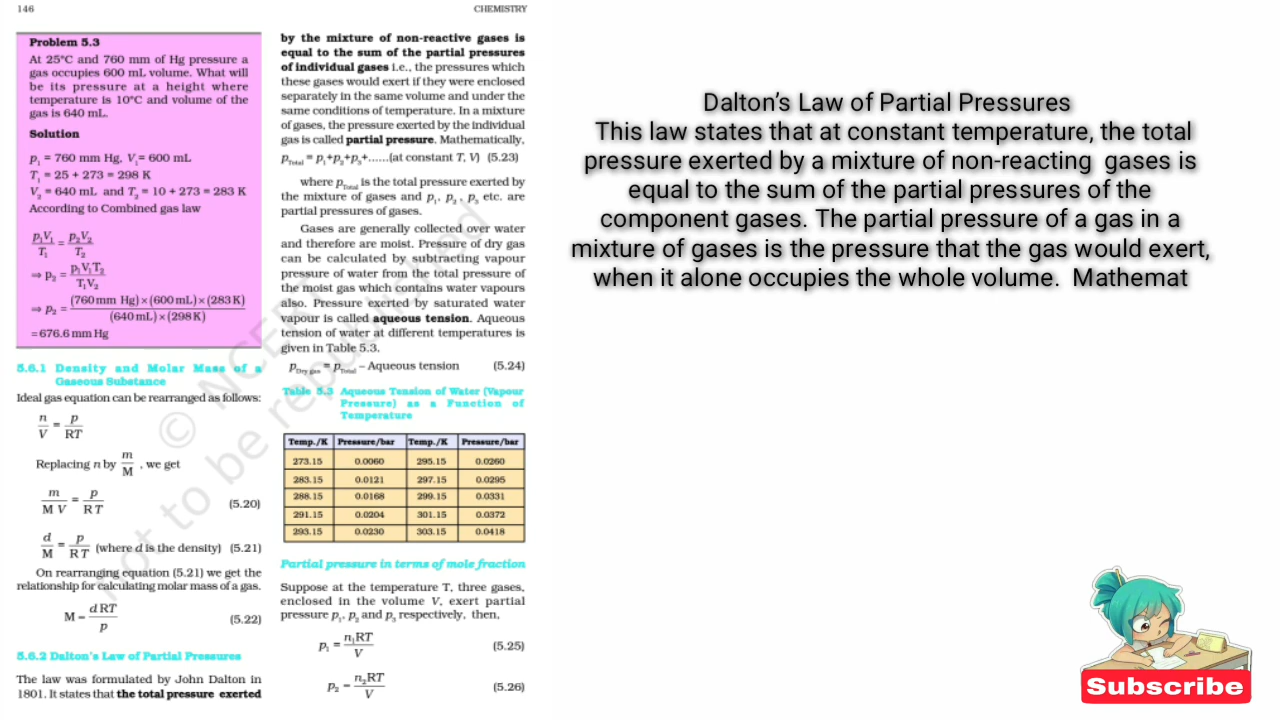 146
CHEMISTRY
Problem 5.3
At 25°C and 760 mm of Hg pressure a
gas occupies 600 mL volume. What will
be its pressure at a height where
temperature is 10°C and volume of the
gas is 640 mL.
Solution
p₁ = 760 mm Hg, V₁= 600 mL
T₁ = 25 + 273 = 298 K
V₂ = 640 mL and T₂ = 10 + 273 = 283 K
According to Combined gas law
p₁V₁/T₁ = p₂V₂/T₂
⇒ p₂ = p₁V₁T₂/T₁V₂
⇒ p₂ = (760 mm Hg)×(600 mL)×(283 K)/(640 mL)×(298 K)
= 676.6 mm Hg
5.6.1 Density and Molar Mass of a
Gaseous Substance
Ideal gas equation can be rearranged as follows:
n/V = p/RT
Replacing n by m/M , we get
m/M V = p/R T (5.20)
d/M = p/R T (where d is the density) (5.21)
On rearranging equation (5.21) we get the
relationship for calculating molar mass of a gas.
M = d RT/p (5.22)
5.6.2 Dalton's Law of Partial Pressures
The law was formulated by John Dalton in
1801. It states that the total pressure exerted
by the mixture of non-reactive gases is
equal to the sum of the partial pressures
of individual gases i.e., the pressures which
these gases would exert if they were enclosed
separately in the same volume and under the
same conditions of temperature. In a mixture
of gases, the pressure exerted by the individual
gas is called partial pressure. Mathematically,
pTotal = p₁+p₂+p₃+......(at constant T, V) (5.23)
where pTotal is the total pressure exerted by
the mixture of gases and p₁, p₂ , p₃ etc. are
partial pressures of gases.
Gases are generally collected over water
and therefore are moist. Pressure of dry gas
can be calculated by subtracting vapour
pressure of water from the total pressure of
the moist gas which contains water vapours
also. Pressure exerted by saturated water
vapour is called aqueous tension. Aqueous
tension of water at different temperatures is
given in Table 5.3.
pDry gas = pTotal – Aqueous tension (5.24)
Table 5.3 Aqueous Tension of Water (Vapour
Pressure) as a Function of
Temperature
Temp./K Pressure/bar Temp./K Pressure/bar
273.15 0.0060 295.15 0.0260
283.15 0.0121 297.15 0.0295
288.15 0.0168 299.15 0.0331
291.15 0.0204 301.15 0.0372
293.15 0.0230 303.15 0.0418
Partial pressure in terms of mole fraction
Suppose at the temperature T, three gases,
enclosed in the volume V, exert partial
pressure p₁, p₂ and p₃ respectively, then,
p₁ = n₁RT/V (5.25)
p₂ = n₂RT/V (5.26)
© NCERT
not to be republished
Dalton's Law of Partial Pressures
This law states that at constant temperature, the total
pressure exerted by a mixture of non-reacting gases is
equal to the sum of the partial pressures of the
component gases. The partial pressure of a gas in a
mixture of gases is the pressure that the gas would exert,
when it alone occupies the whole volume. Mathemat
Subscribe